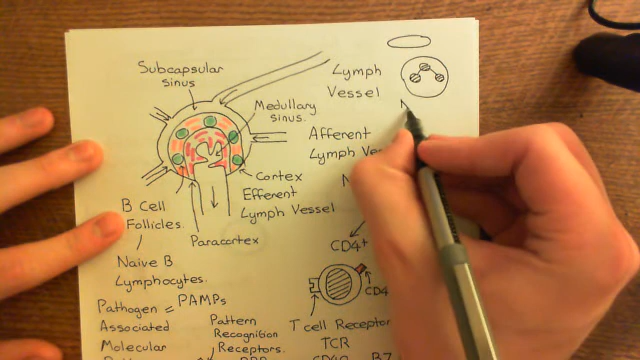 Subcapsular
sinus
Lymph
Vessel
Medullary
sinus.
Afferent
Lymph
Cortex
Efferent
Lymph Vessel
Paracortex
B Cell
Follicles.
Naive B
Lymphocytes.
CD4+
CD4
T cell Receptor
TCR
Pathogen = PAMPs
Associated
Molecular
Pattern
Recognition
Receptors.
B7